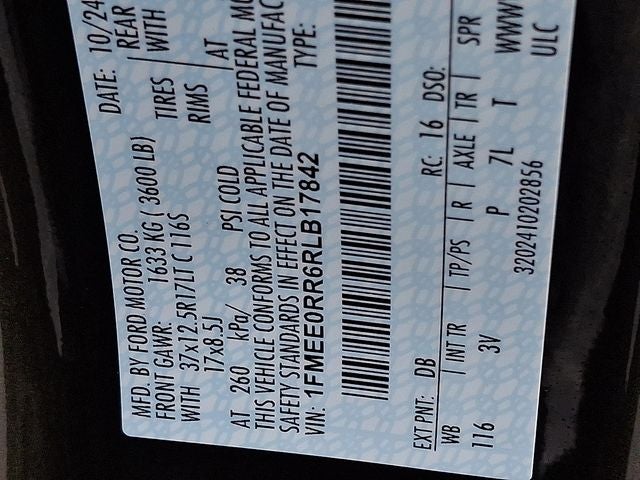 MFD. BY FORD MOTOR CO. DATE: 10/24
FRONT GAWR: 1633 KG ( 3600 LB) REAR
WITH 37x12.5R17LT C 116S TIRES WITH
17x8.5J RIMS
AT 260 kPa/ 38 PSI COLD AT
THIS VEHICLE CONFORMS TO ALL APPLICABLE FEDERAL
SAFETY STANDARDS IN EFFECT ON THE DATE OF MANUFAC
VIN: 1FMEE0RR6RLB17842 TYPE:
EXT PNT: DB RC: 16 DSO:
WB | INT TR | TP/PS | R | AXLE | TR | SPR
116 3V P 7L T WWWW
3202410202856 ULC